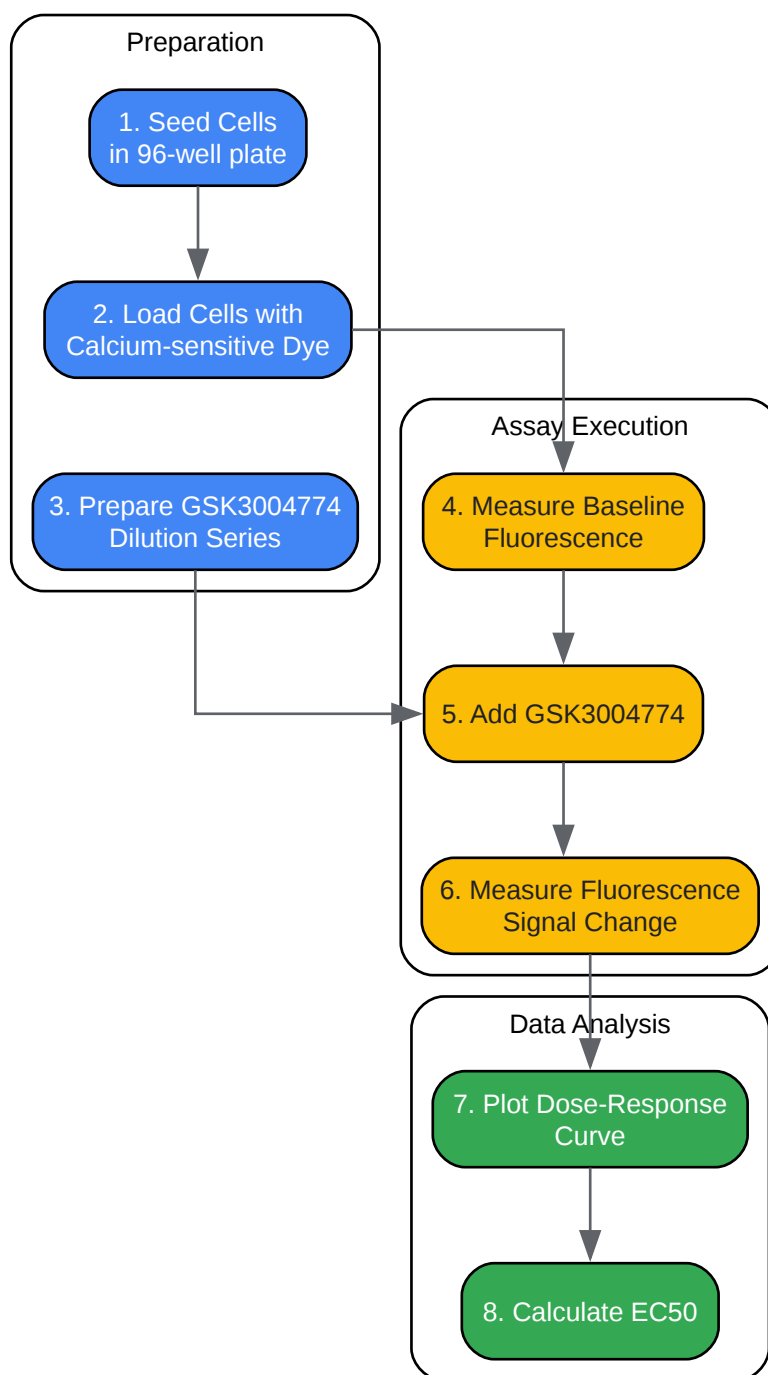 Preparation
1. Seed Cells
in 96-well plate
2. Load Cells with
Calcium-sensitive Dye
3. Prepare GSK3004774
Dilution Series
Assay Execution
4. Measure Baseline
Fluorescence
5. Add GSK3004774
6. Measure Fluorescence
Signal Change
Data Analysis
7. Plot Dose-Response
Curve
8. Calculate EC50